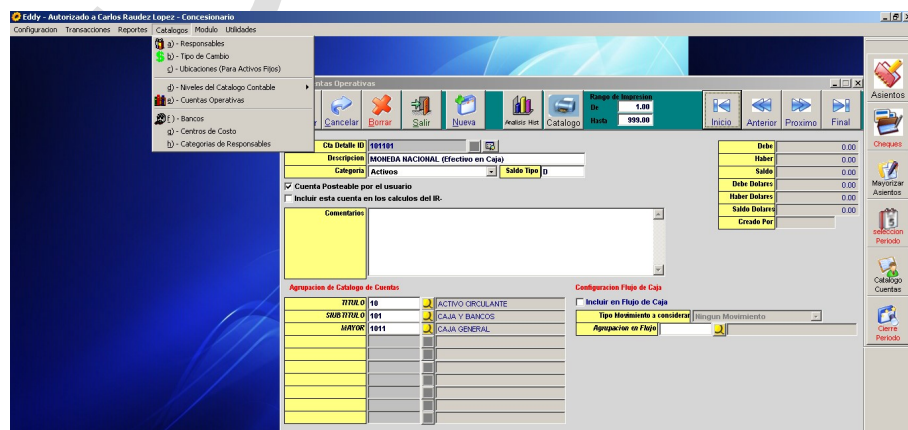 Eddy - Autorizado a Carlos Raudez Lopez - Concesionario
Configuracion Transacciones Reportes Catalogos Modulo Utilidades
a) - Responsables
b) - Tipo de Cambio
c) - Ubicaciones (Para Activos Fijos)
d) - Niveles del Catalogo Contable
e) - Cuentas Operativas
f) - Bancos
g) - Centros de Costo
h) - Categorias de Responsables
ntas Operativas
Cancelar Borrar Salir Nueva Analisis Hist Catalogo
Rango de Impresion
De 1.00
Hasta 999.00
Inicio Anterior Proximo Final
Cta Detalle ID 101101
Descripcion MONEDA NACIONAL (Efectivo en Caja)
Categoria Activos Saldo Tipo D
Cuenta Posteable por el usuario
Incluir esta cuenta en los calculos del IR-
Comentarios
Debe 0.00
Haber 0.00
Saldo 0.00
Debe Dolares 0.00
Haber Dolares 0.00
Saldo Dolares 0.00
Creado Por
Agrupacion de Catalogo de Cuentas
TITULO 10 ACTIVO CIRCULANTE
SUBTITULO 101 CAJA Y BANCOS
MAYOR 1011 CAJA GENERAL
Configuracion Flujo de Caja
Incluir en Flujo de Caja
Tipo Movimiento a considerar Ningun Movimiento
Agrupacion en Flujo
Asientos
Cheques
Mayorizar
Asientos
seleccion
Periodo
Catalogo
Cuentas
Cierre
Periodo